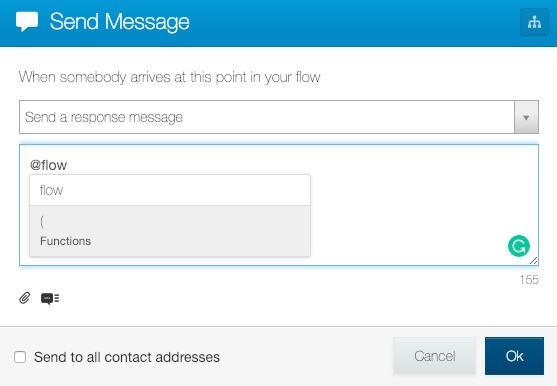 Send Message
When somebody arrives at this point in your flow
Send a response message
@flow
flow
(
Functions
155
Send to all contact addresses
Cancel
Ok